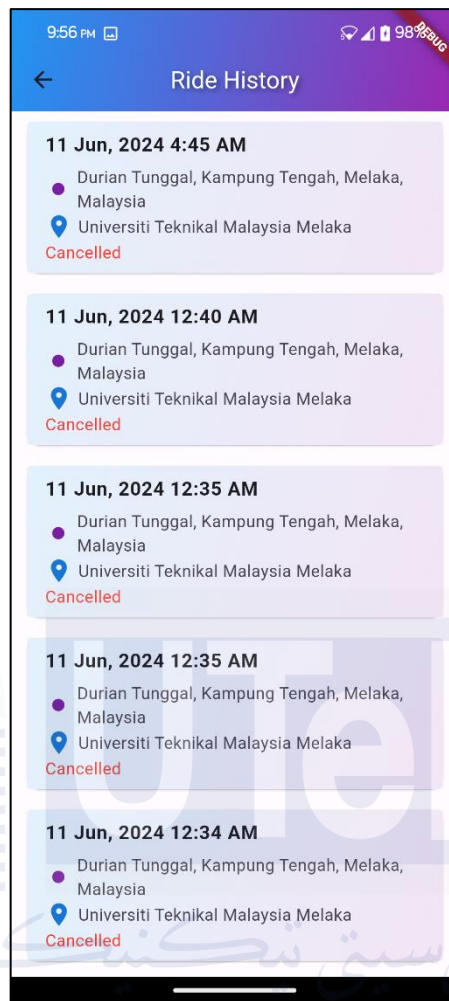 9:56 PM 98%
DEBUG
Ride History
11 Jun, 2024 4:45 AM
Durian Tunggal, Kampung Tengah, Melaka,
Malaysia
Universiti Teknikal Malaysia Melaka
Cancelled
11 Jun, 2024 12:40 AM
Durian Tunggal, Kampung Tengah, Melaka,
Malaysia
Universiti Teknikal Malaysia Melaka
Cancelled
11 Jun, 2024 12:35 AM
Durian Tunggal, Kampung Tengah, Melaka,
Malaysia
Universiti Teknikal Malaysia Melaka
Cancelled
11 Jun, 2024 12:35 AM
Durian Tunggal, Kampung Tengah, Melaka,
Malaysia
Universiti Teknikal Malaysia Melaka
Cancelled
11 Jun, 2024 12:34 AM
Durian Tunggal, Kampung Tengah, Melaka,
Malaysia
Universiti Teknikal Malaysia Melaka
Cancelled
UTe